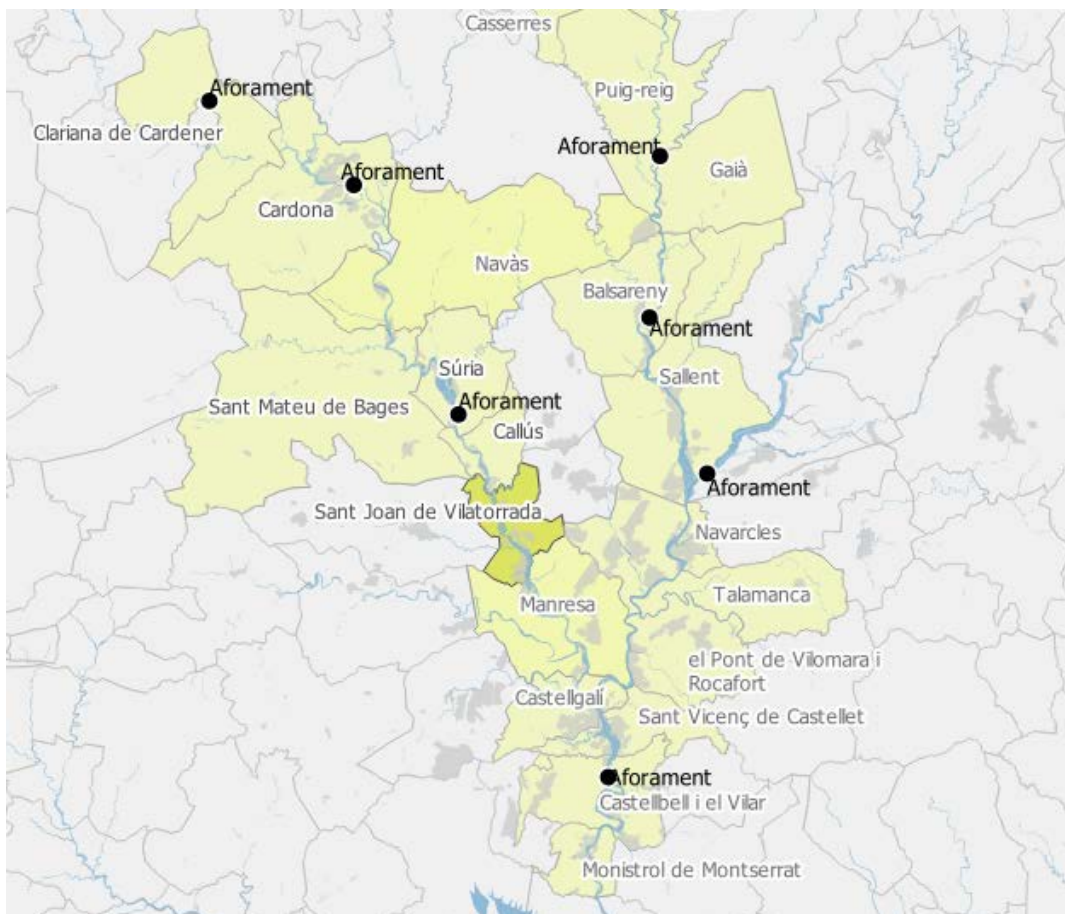 Casserres
Aforament
Puig-reig
Clariana de Cardener
Aforament
Aforament
Gaià
Cardona
Navàs
Balsareny
Aforament
Súria
Sallent
Sant Mateu de Bages
Aforament
Callús
Aforament
Sant Joan de Vilatorrada
Navarcles
Manresa
Talamanca
el Pont de Vilomara i
Rocafort
Castellgalí
Sant Vicenç de Castellet
Aforament
Castellbell i el Vilar
Monistrol de Montserrat